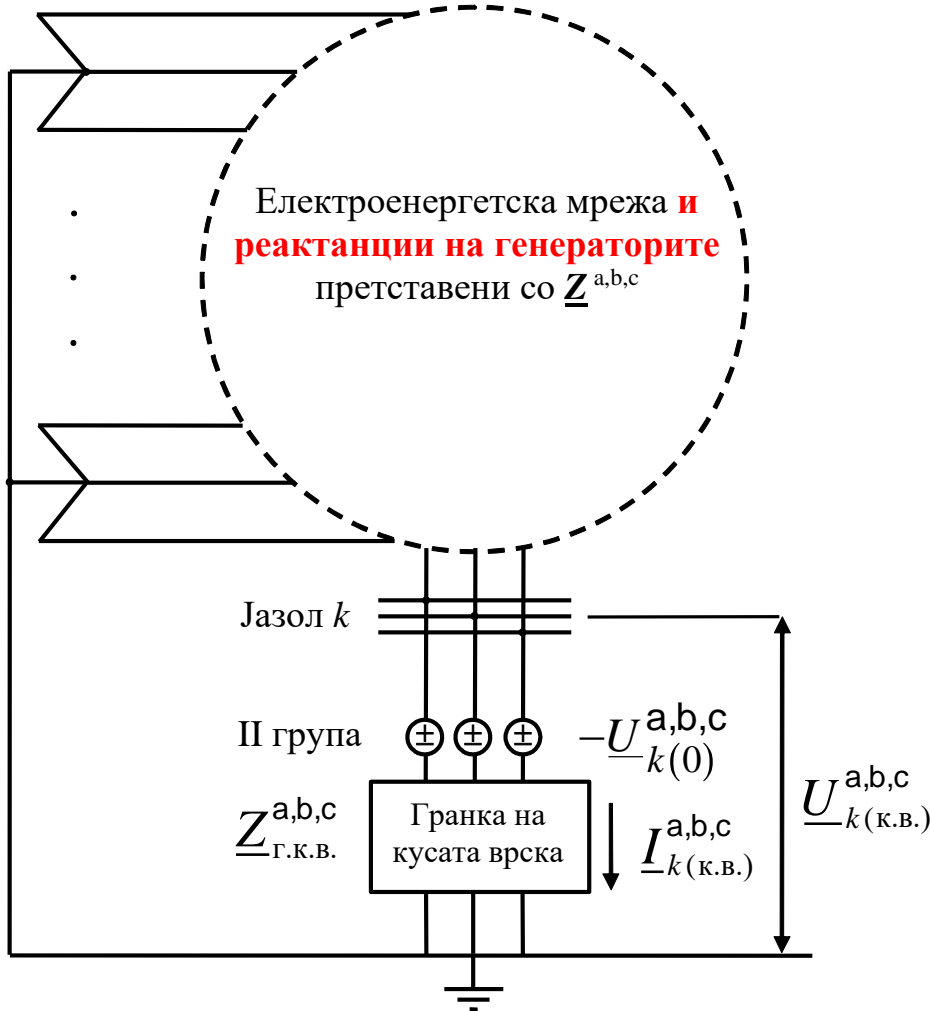 Електроенергетска мрежа и
реактанции на генераторите
претставени со Z a,b,c
Јазол k
II група
−U a,b,c k(0)
Z a,b,c г.к.в.
Гранка на
кусата врска
I a,b,c k(к.в.)
U a,b,c k(к.в.)